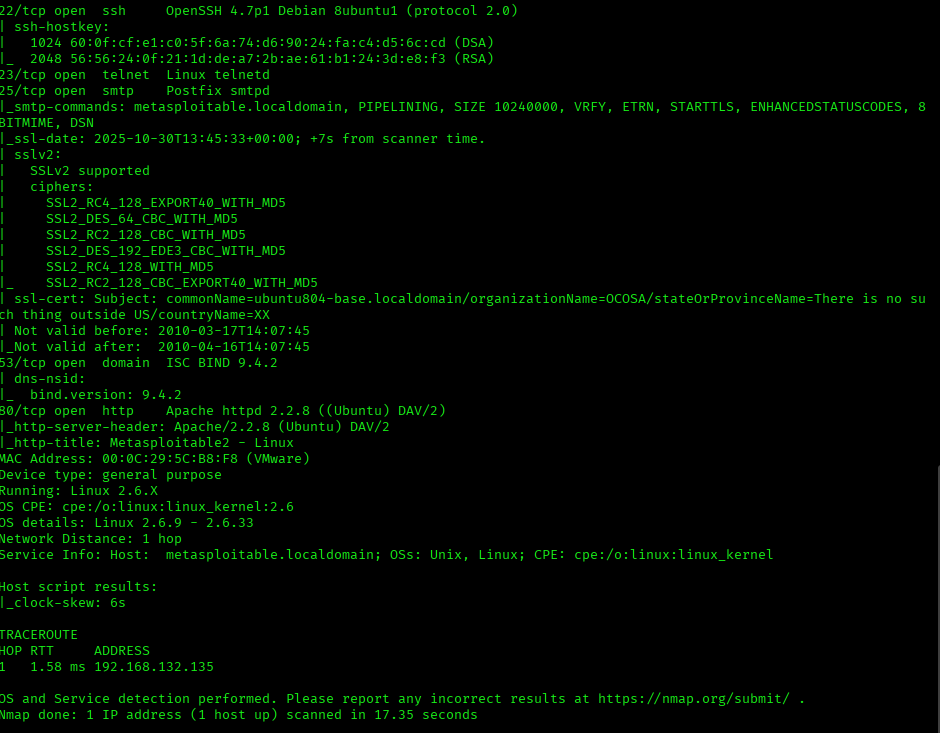 22/tcp open  ssh     OpenSSH 4.7p1 Debian 8ubuntu1 (protocol 2.0)
| ssh-hostkey:
|   1024 60:0f:cf:e1:c0:5f:6a:74:d6:90:24:fa:c4:d5:6c:cd (DSA)
|_  2048 56:56:24:0f:21:1d:de:a7:2b:ae:61:b1:24:3d:e8:f3 (RSA)
23/tcp open  telnet  Linux telnetd
25/tcp open  smtp    Postfix smtpd
|_smtp-commands: metasploitable.localdomain, PIPELINING, SIZE 10240000, VRFY, ETRN, STARTTLS, ENHANCEDSTATUSCODES, 8
BITMIME, DSN
|_ssl-date: 2025-10-30T13:45:33+00:00; +7s from scanner time.
| sslv2:
|   SSLv2 supported
|   ciphers:
|     SSL2_RC4_128_EXPORT40_WITH_MD5
|     SSL2_DES_64_CBC_WITH_MD5
|     SSL2_RC2_128_CBC_WITH_MD5
|     SSL2_DES_192_EDE3_CBC_WITH_MD5
|     SSL2_RC4_128_WITH_MD5
|_    SSL2_RC2_128_CBC_EXPORT40_WITH_MD5
| ssl-cert: Subject: commonName=ubuntu804-base.localdomain/organizationName=OCOSA/stateOrProvinceName=There is no su
ch thing outside US/countryName=XX
| Not valid before: 2010-03-17T14:07:45
|_Not valid after:  2010-04-16T14:07:45
53/tcp open  domain  ISC BIND 9.4.2
| dns-nsid:
|_  bind.version: 9.4.2
80/tcp open  http    Apache httpd 2.2.8 ((Ubuntu) DAV/2)
|_http-server-header: Apache/2.2.8 (Ubuntu) DAV/2
|_http-title: Metasploitable2 - Linux
MAC Address: 00:0C:29:5C:B8:F8 (VMware)
Device type: general purpose
Running: Linux 2.6.X
OS CPE: cpe:/o:linux:linux_kernel:2.6
OS details: Linux 2.6.9 - 2.6.33
Network Distance: 1 hop
Service Info: Host:  metasploitable.localdomain; OSs: Unix, Linux; CPE: cpe:/o:linux:linux_kernel

Host script results:
|_clock-skew: 6s

TRACEROUTE
HOP RTT     ADDRESS
1   1.58 ms 192.168.132.135

OS and Service detection performed. Please report any incorrect results at https://nmap.org/submit/ .
Nmap done: 1 IP address (1 host up) scanned in 17.35 seconds